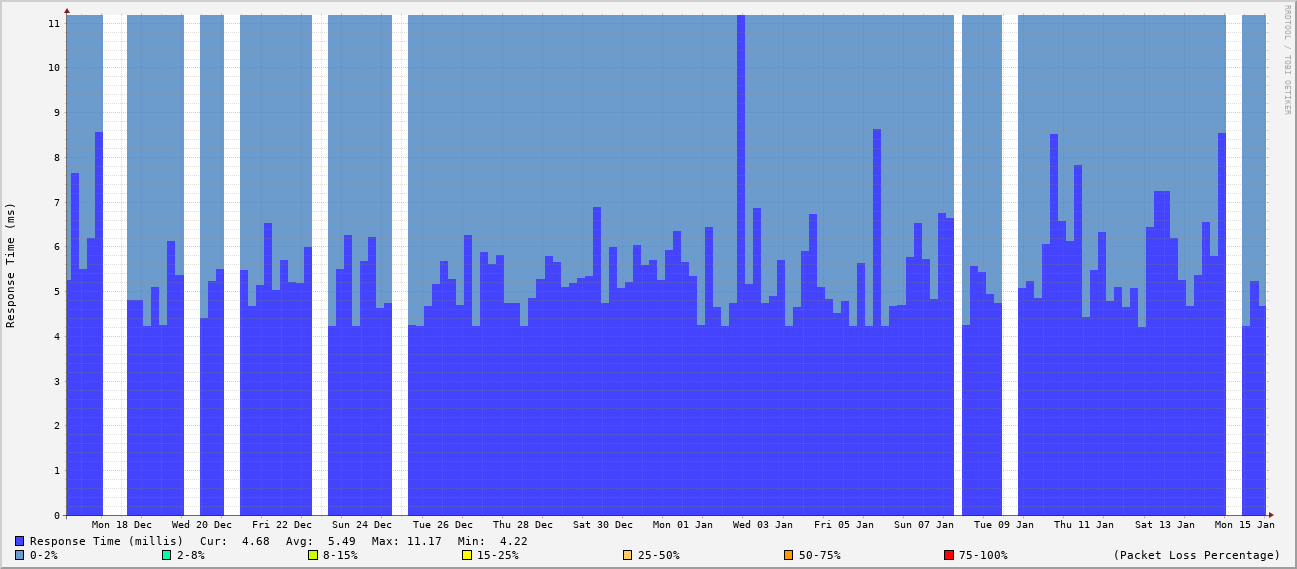 RRDTOOL / TOBI OETIKER
Response Time (ms)
11
10
9
8
7
6
5
4
3
2
1
0
Mon 18 Dec Wed 20 Dec Fri 22 Dec Sun 24 Dec Tue 26 Dec Thu 28 Dec Sat 30 Dec Mon 01 Jan Wed 03 Jan Fri 05 Jan Sun 07 Jan Tue 09 Jan Thu 11 Jan Sat 13 Jan Mon 15 Jan
Response Time (millis) Cur: 4.68 Avg: 5.49 Max: 11.17 Min: 4.22
0-2% 2-8% 8-15% 15-25% 25-50% 50-75% 75-100% (Packet Loss Percentage)